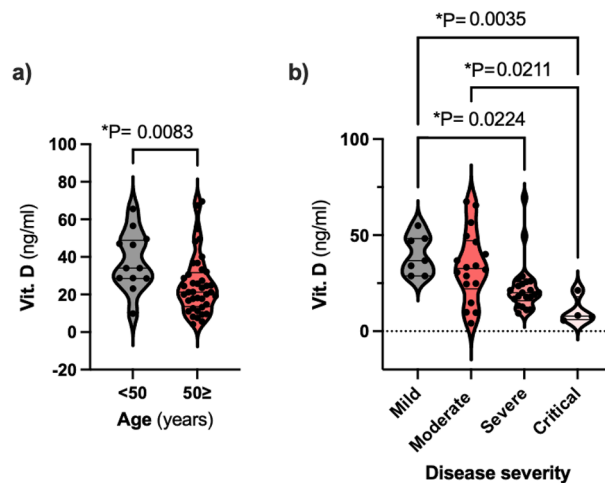 a)
*P= 0.0083
Vit. D (ng/ml)
100
80
60
40
20
0
-20
<50
50≥
Age (years)
b)
*P= 0.0035
*P =0.0211
*P= 0.0224
Vit. D (ng/ml)
100
50
0
Mild
Moderate
Severe
Critical
Disease severity